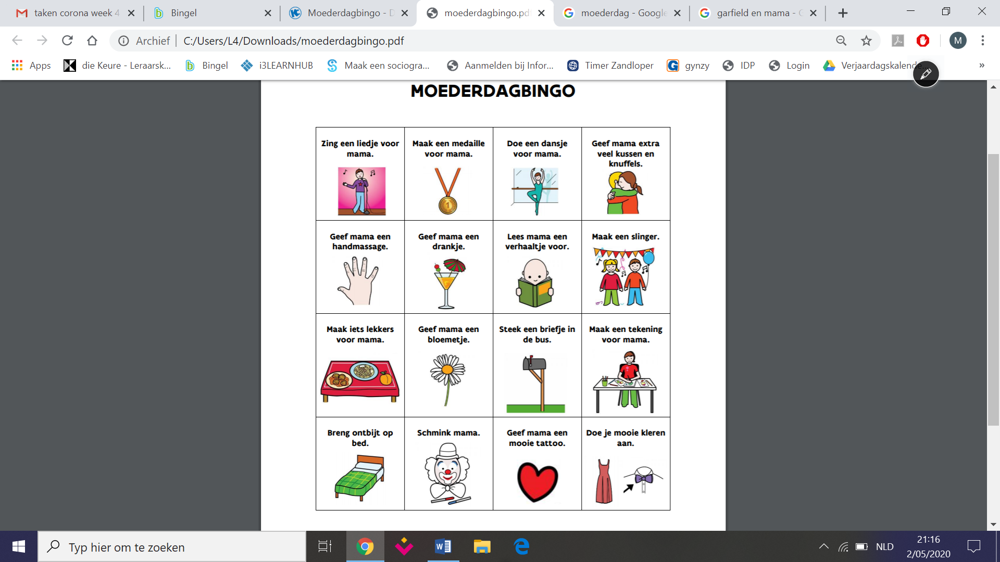 taken corona week 4
Bingel
Moederdagbingo - D
moederdagbingo.pdf
moederdag - Google
garfield en mama - G
Archief
C:/Users/L4/Downloads/moederdagbingo.pdf
M
Apps
die Keure - Leraarsk...
Bingel
i3LEARNHUB
Maak een sociogra...
Aanmelden bij Infor...
Timer Zandloper
gynzy
IDP
Login
Verjaardagskalende...
»
MOEDERDAGBINGO
Zing een liedje voor
mama.
Maak een medaille
voor mama.
1
Doe een dansje
voor mama.
Geef mama extra
veel kussen en
knuffels.
Geef mama een
handmassage.
Geef mama een
drankje.
Lees mama een
verhaaltje voor.
Maak een slinger.
Maak iets lekkers
voor mama.
Geef mama een
bloemetje.
Steek een briefje in
de bus.
Maak een tekening
voor mama.
Breng ontbijt op
bed.
Schmink mama.
Geef mama een
mooie tattoo.
Doe je mooie kleren
aan.
Typ hier om te zoeken
NLD
21:16
2/05/2020